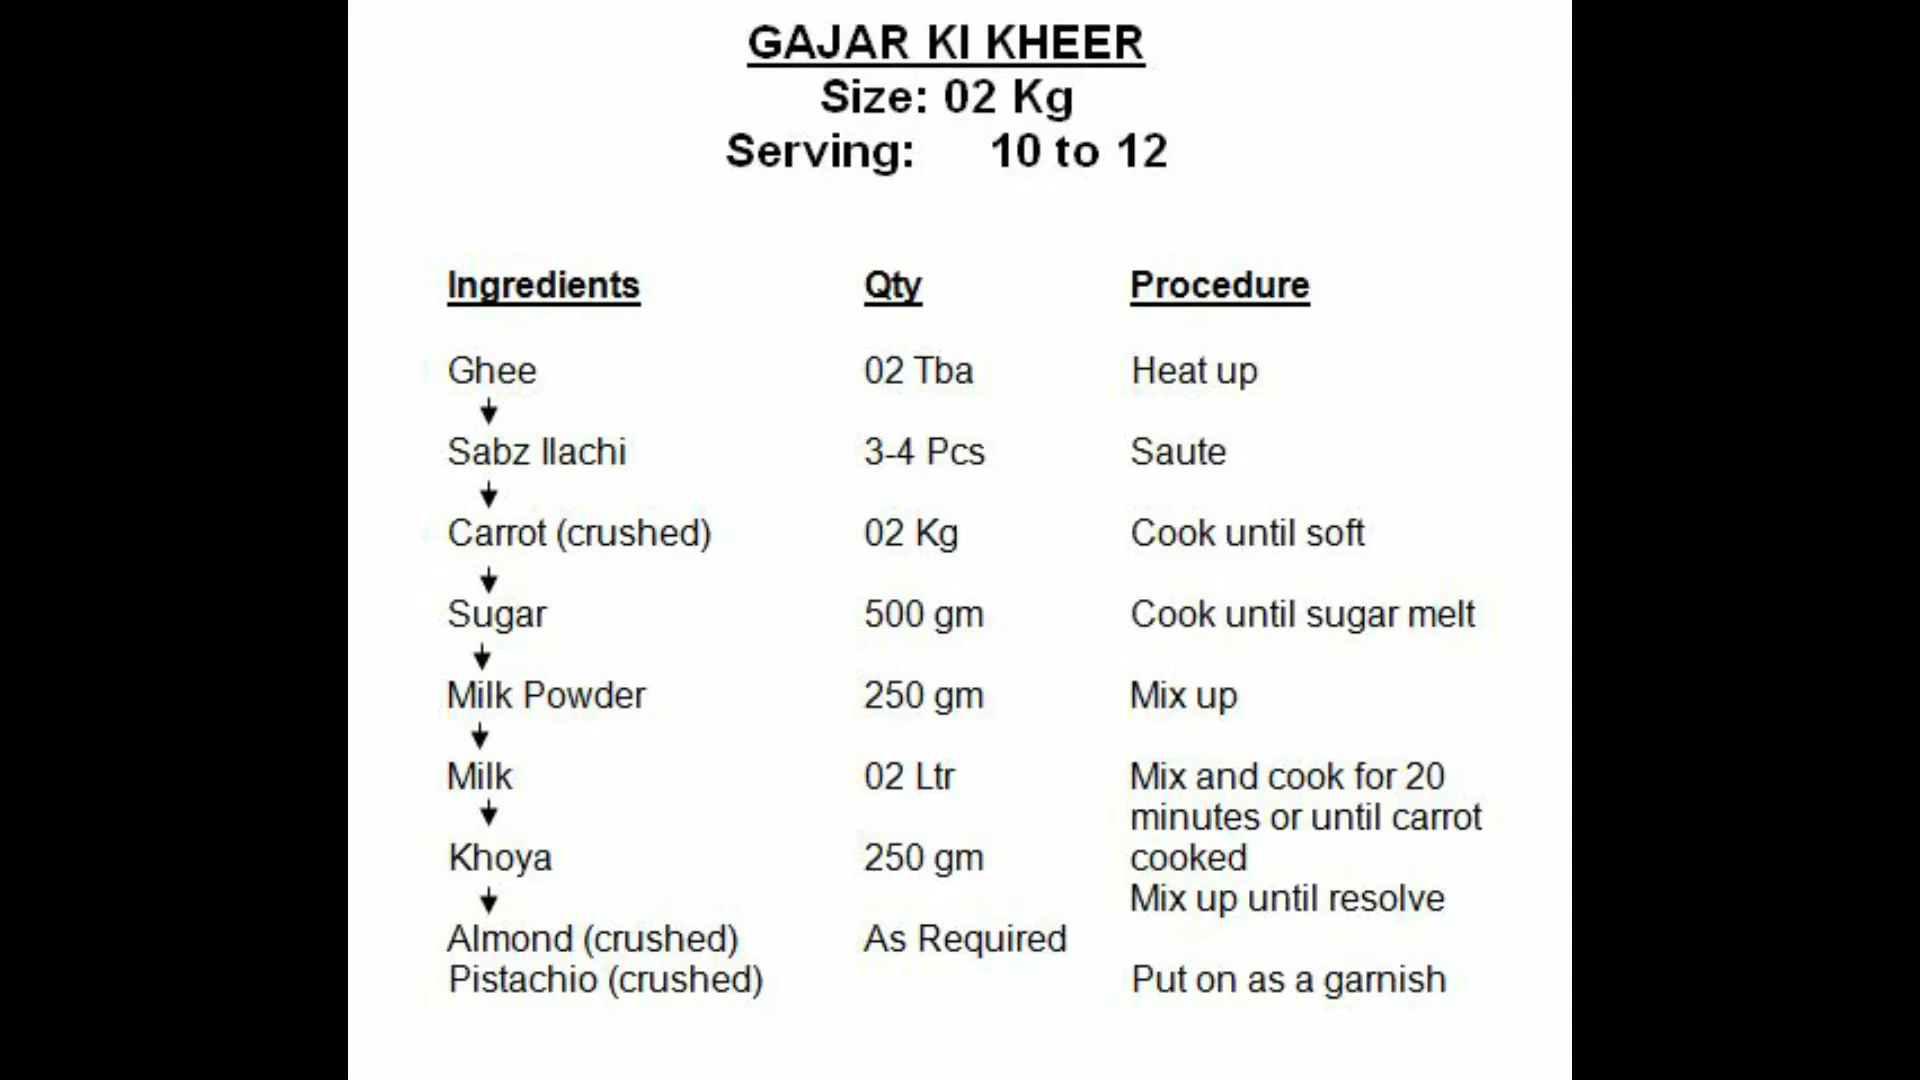 GAJAR KI KHEER
Size: 02 Kg
Serving: 10 to 12
Ingredients Qty Procedure
Ghee 02 Tba Heat up
Sabz Ilachi 3-4 Pcs Saute
Carrot (crushed) 02 Kg Cook until soft
Sugar 500 gm Cook until sugar melt
Milk Powder 250 gm Mix up
Milk 02 Ltr Mix and cook for 20
minutes or until carrot
Khoya 250 gm cooked
Mix up until resolve
Almond (crushed) As Required
Pistachio (crushed) Put on as a garnish